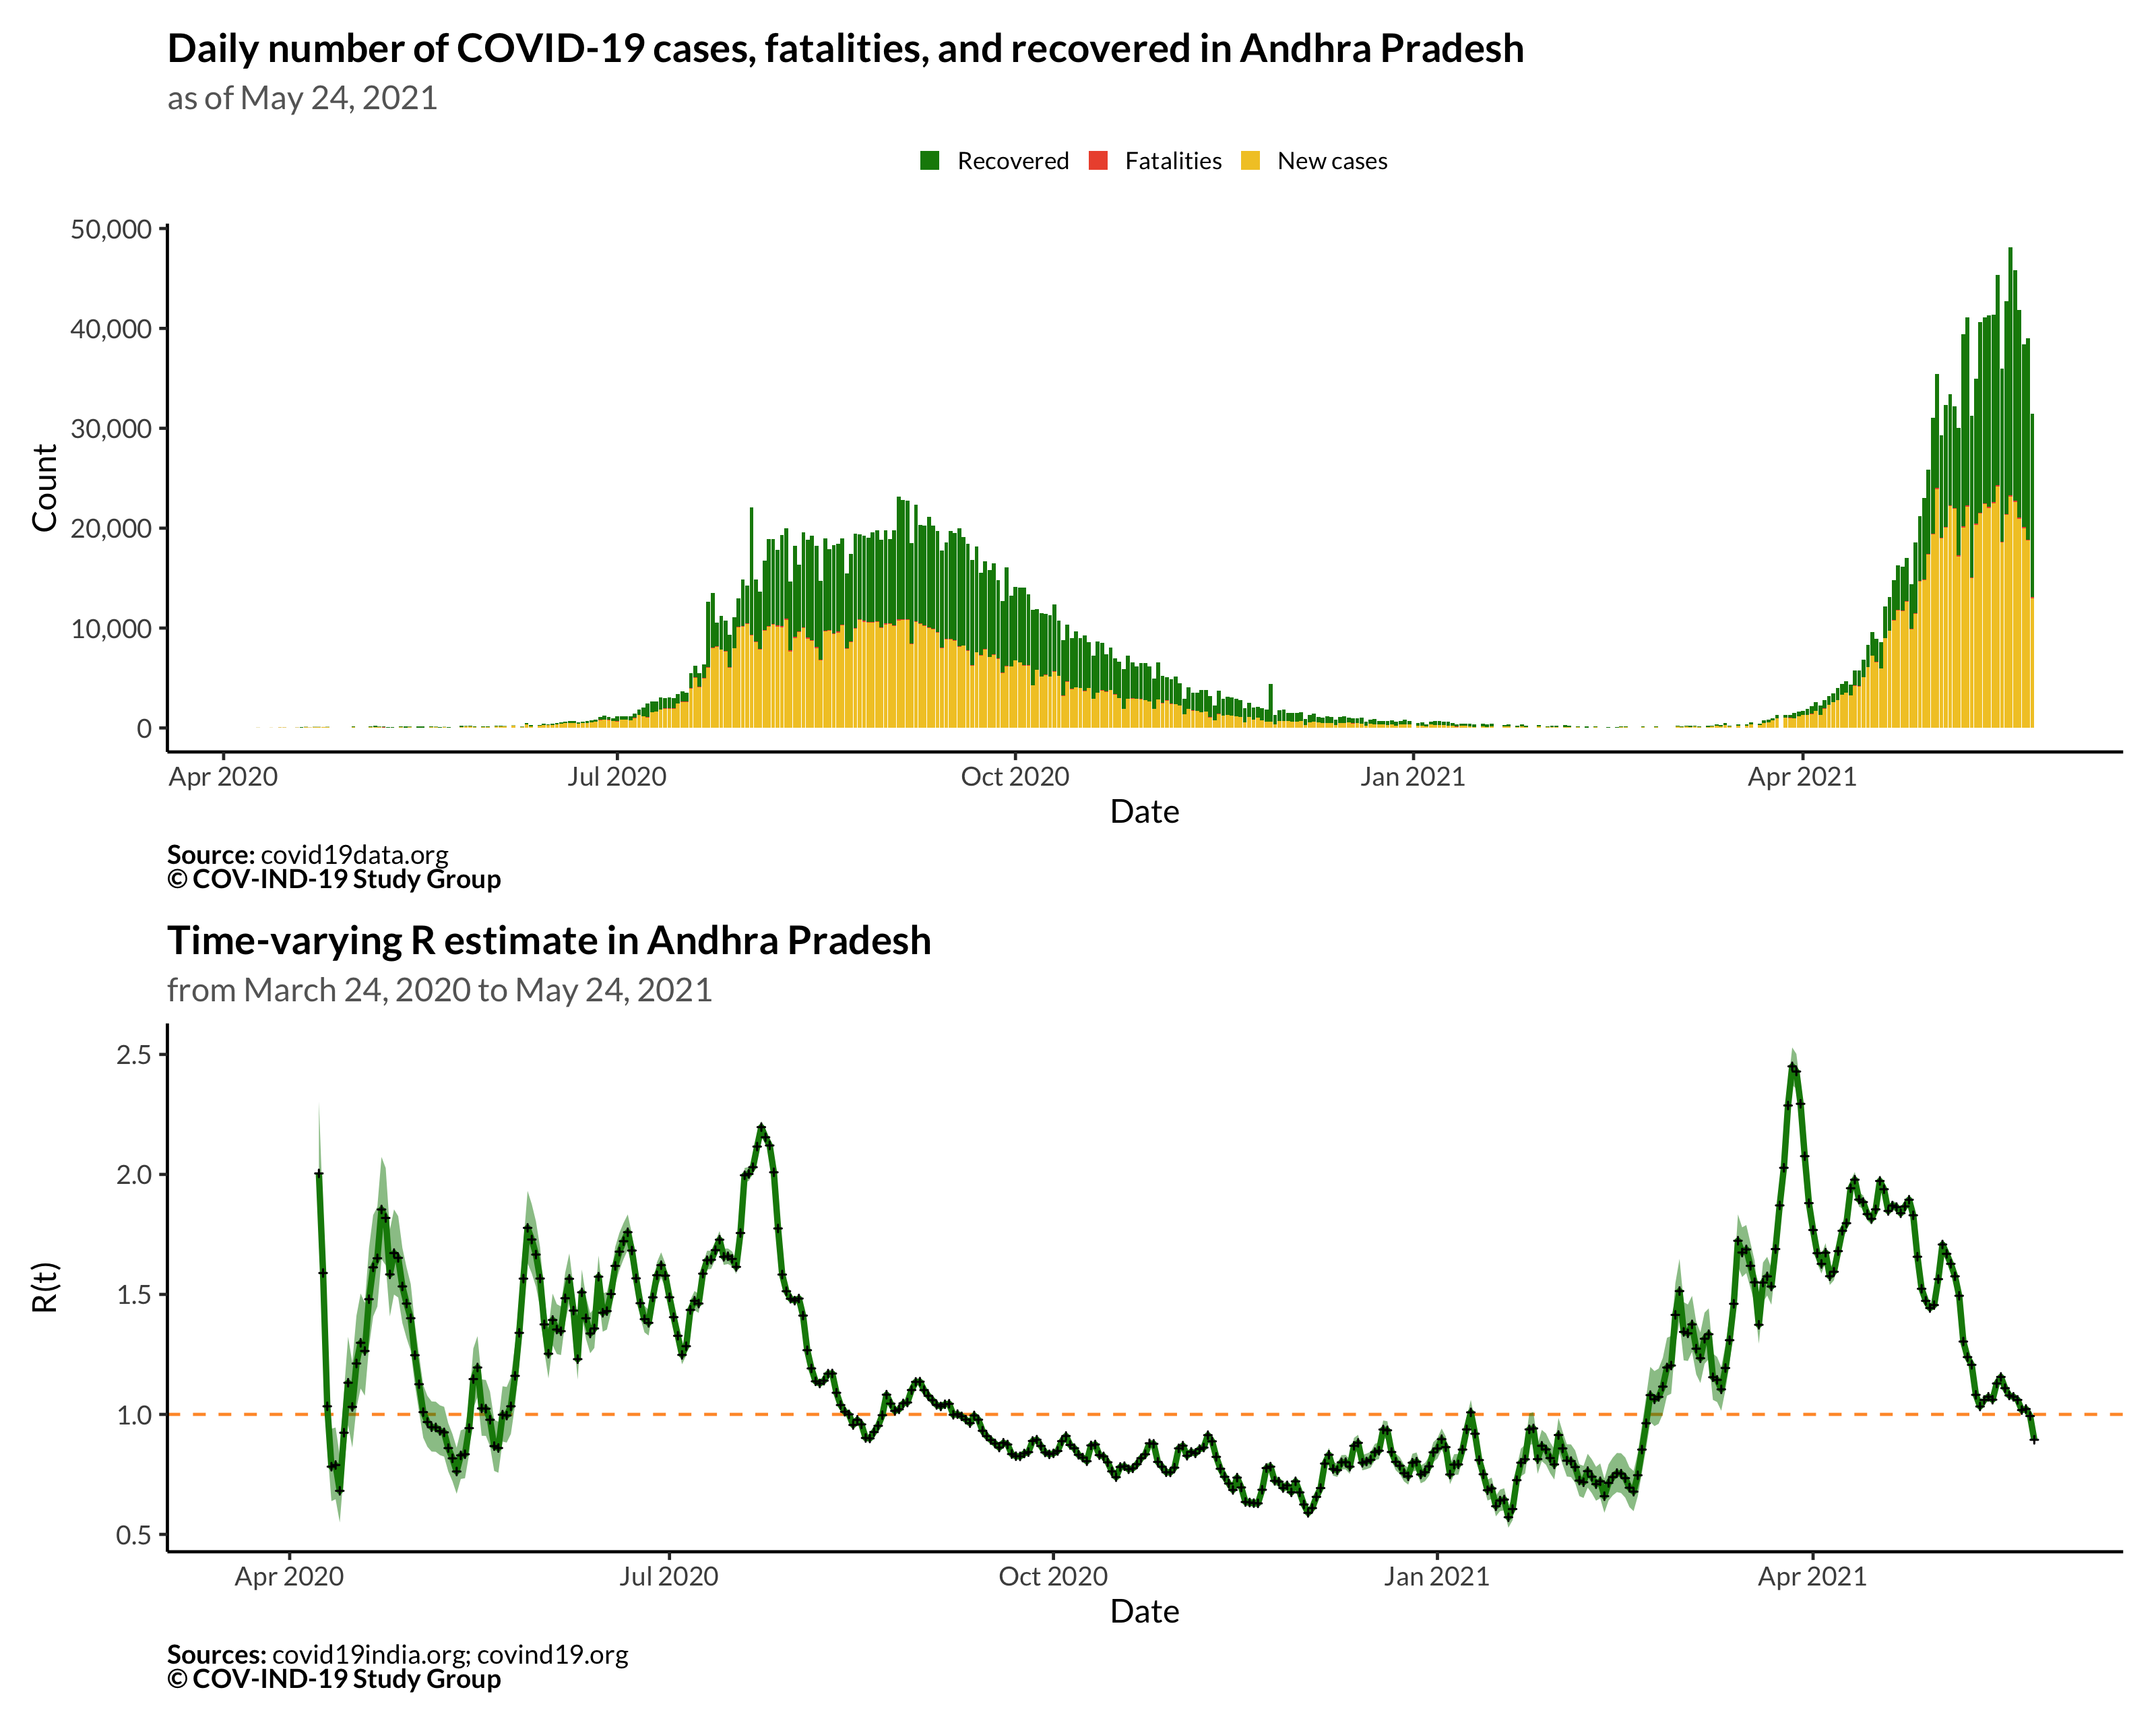 Daily number of COVID-19 cases, fatalities, and recovered in Andhra Pradesh
as of May 24, 2021
Recovered Fatalities New cases
50,000
40,000
30,000
20,000
10,000
0
Count
Apr 2020 Jul 2020 Oct 2020 Jan 2021 Apr 2021
Date
Source: covid19data.org
© COV-IND-19 Study Group
Time-varying R estimate in Andhra Pradesh
from March 24, 2020 to May 24, 2021
2.5
2.0
1.5
1.0
0.5
R(t)
Apr 2020 Jul 2020 Oct 2020 Jan 2021 Apr 2021
Date
Sources: covid19india.org; covind19.org
© COV-IND-19 Study Group